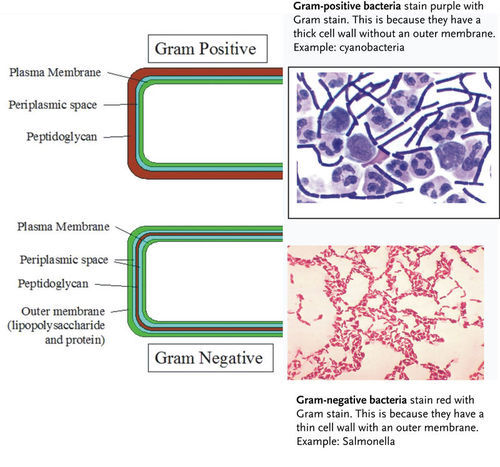 Gram-positive bacteria stain purple with
Gram stain. This is because they have a
thick cell wall without an outer membrane.
Example: cyanobacteria
Gram Positive
Plasma Membrane
Periplasmic space
Peptidoglycan
Plasma Membrane
Periplasmic space
Peptidoglycan
Outer membrane
(lipopolysaccharide
and protein)
Gram Negative
Gram-negative bacteria stain red with
Gram stain. This is because they have a
thin cell wall with an outer membrane.
Example: Salmonella